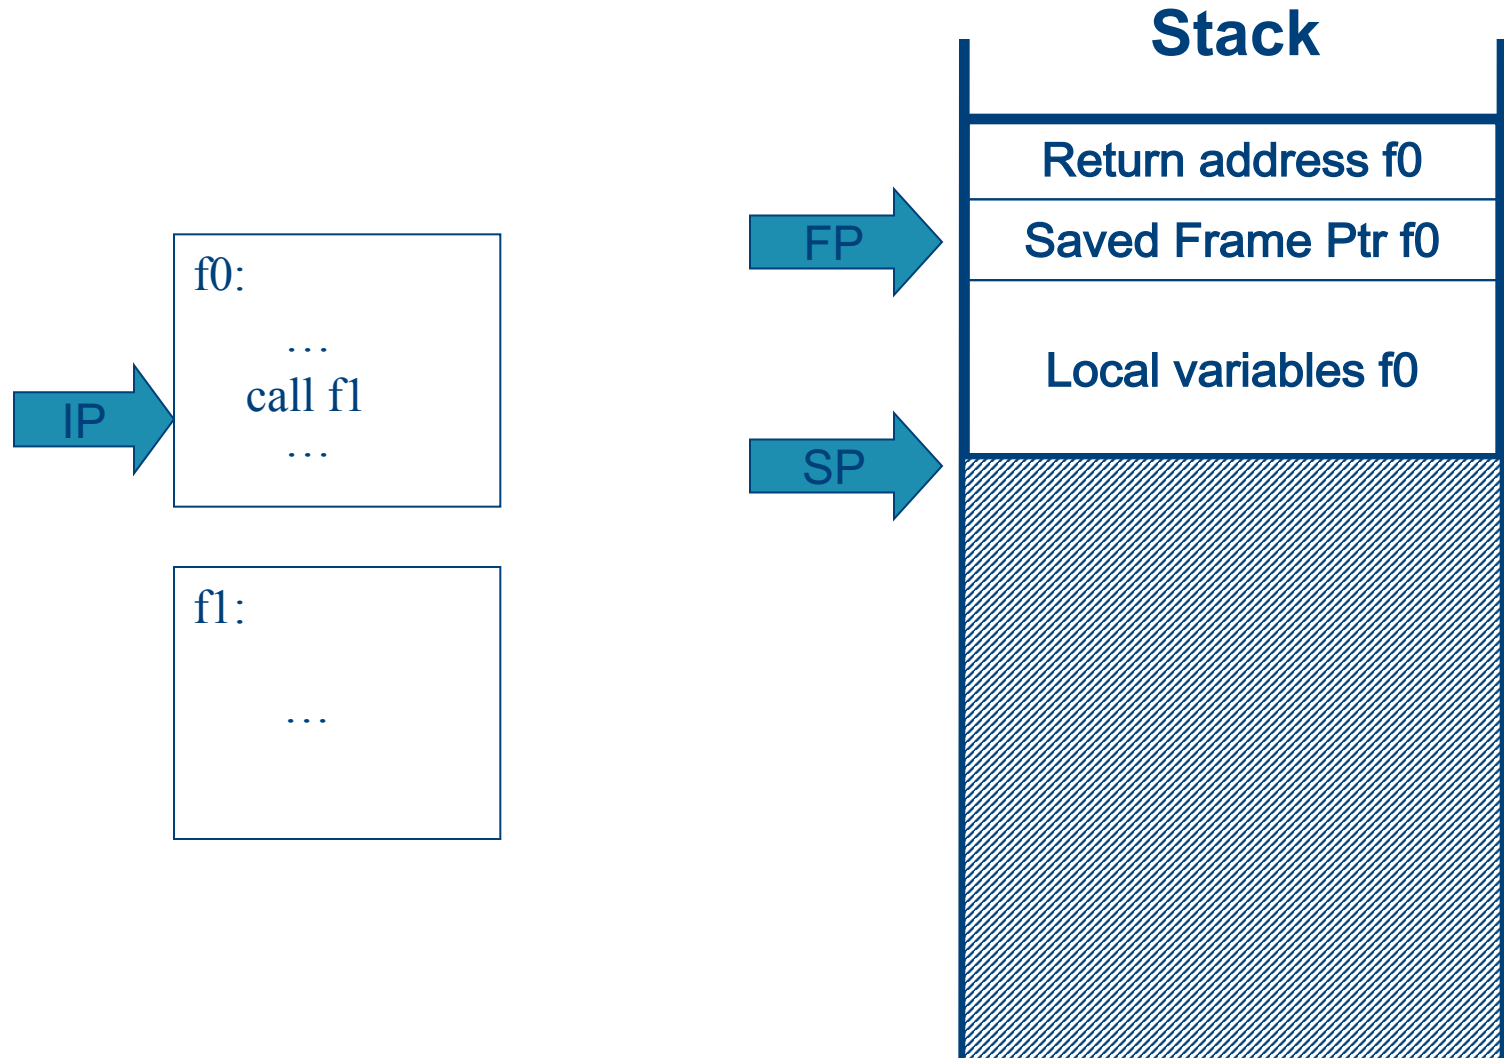 Stack
Return address f0
FP
Saved Frame Ptr f0
f0:
…
call f1
…
IP
Local variables f0
SP
f1:
…